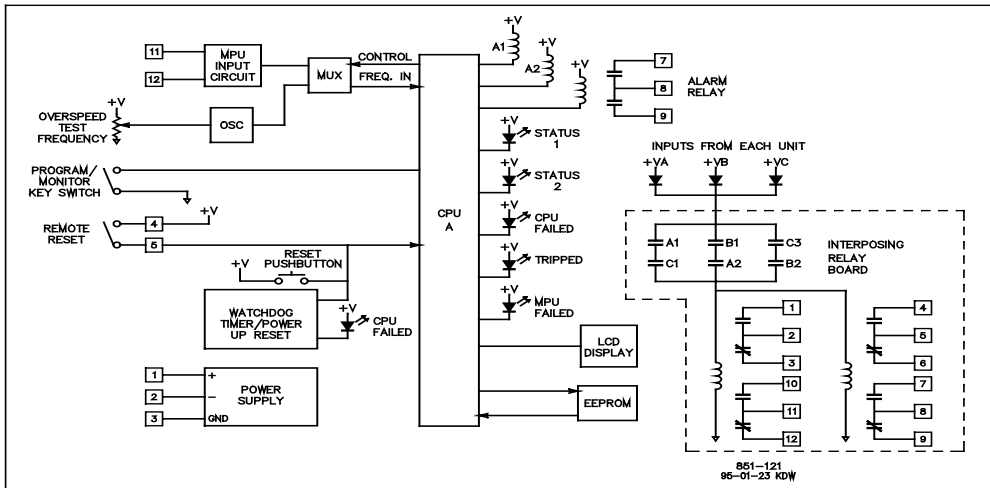 11
12
MPU
INPUT
CIRCUIT
MUX
CONTROL
FREQ. IN
+V
OVERSPEED
TEST
FREQUENCY
OSC
PROGRAM/
MONITOR
KEY SWITCH
REMOTE
RESET
4
5
+V
RESET
PUSHBUTTON
+V
WATCHDOG
TIMER/POWER
UP RESET
+V
CPU
FAILED
1
2
3
+
−
GND
POWER
SUPPLY
CPU
A
+V
A1
+V
A2
+V
7
8
9
ALARM
RELAY
+V
STATUS
1
+V
STATUS
2
+V
CPU
FAILED
+V
TRIPPED
+V
MPU
FAILED
LCD
DISPLAY
EEPROM
INPUTS FROM EACH UNIT
+VA
+VB
+VC
A1
B1
C3
C1
A2
B2
INTERPOSING
RELAY
BOARD
1
2
3
10
11
12
4
5
6
7
8
9
851-121
95-01-23 KDW